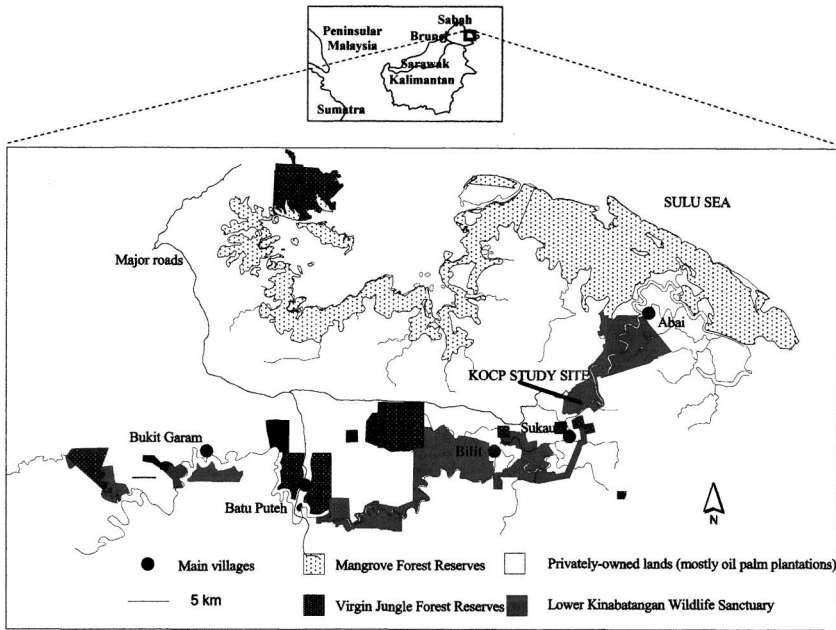 Sabah
Peninsular
Malaysia
Brunei
Sarawak
Kalimantan
Sumatra
SULU SEA
Major roads
Abai
KOCP STUDY SITE
Sukau
Bukit Garam
Bilit
Batu Puteh
N
Main villages
Mangrove Forest Reserves
Privately-owned lands (mostly oil palm plantations)
5 km
Virgin Jungle Forest Reserves
Lower Kinabatangan Wildlife Sanctuary